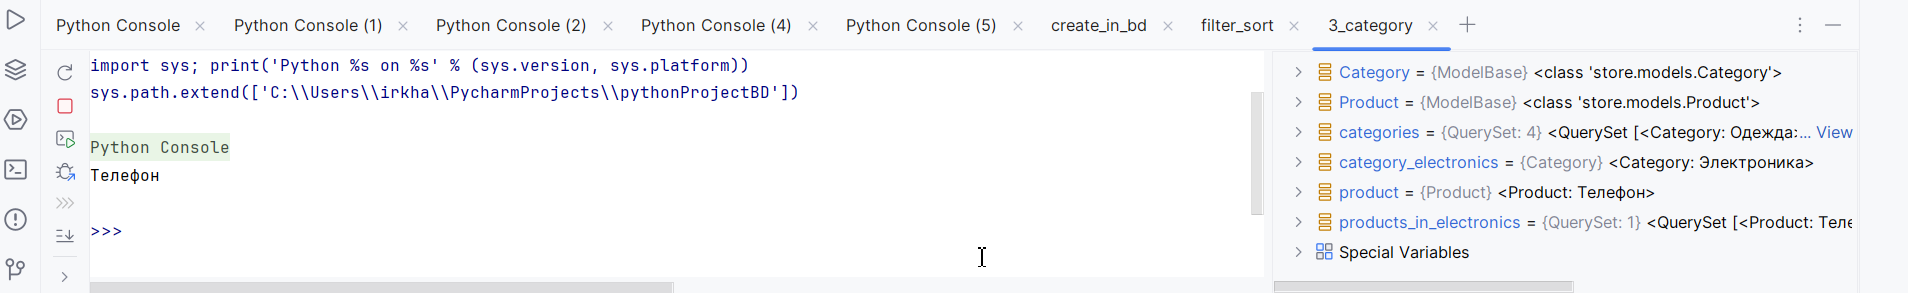 Python Console
Python Console (1)
Python Console (2)
Python Console (4)
Python Console (5)
create_in_bd
filter_sort
3_category
import sys; print('Python %s on %s' % (sys.version, sys.platform))
sys.path.extend(['C:\\Users\\irkha\\PycharmProjects\\pythonProjectBD'])
Python Console
Телефон
>>>
Category = {ModelBase} <class 'store.models.Category'>
Product = {ModelBase} <class 'store.models.Product'>
categories = {QuerySet: 4} <QuerySet [<Category: Одежда:... View
category_electronics = {Category} <Category: Электроника>
product = {Product} <Product: Телефон>
products_in_electronics = {QuerySet: 1} <QuerySet [<Product: Теле
Special Variables